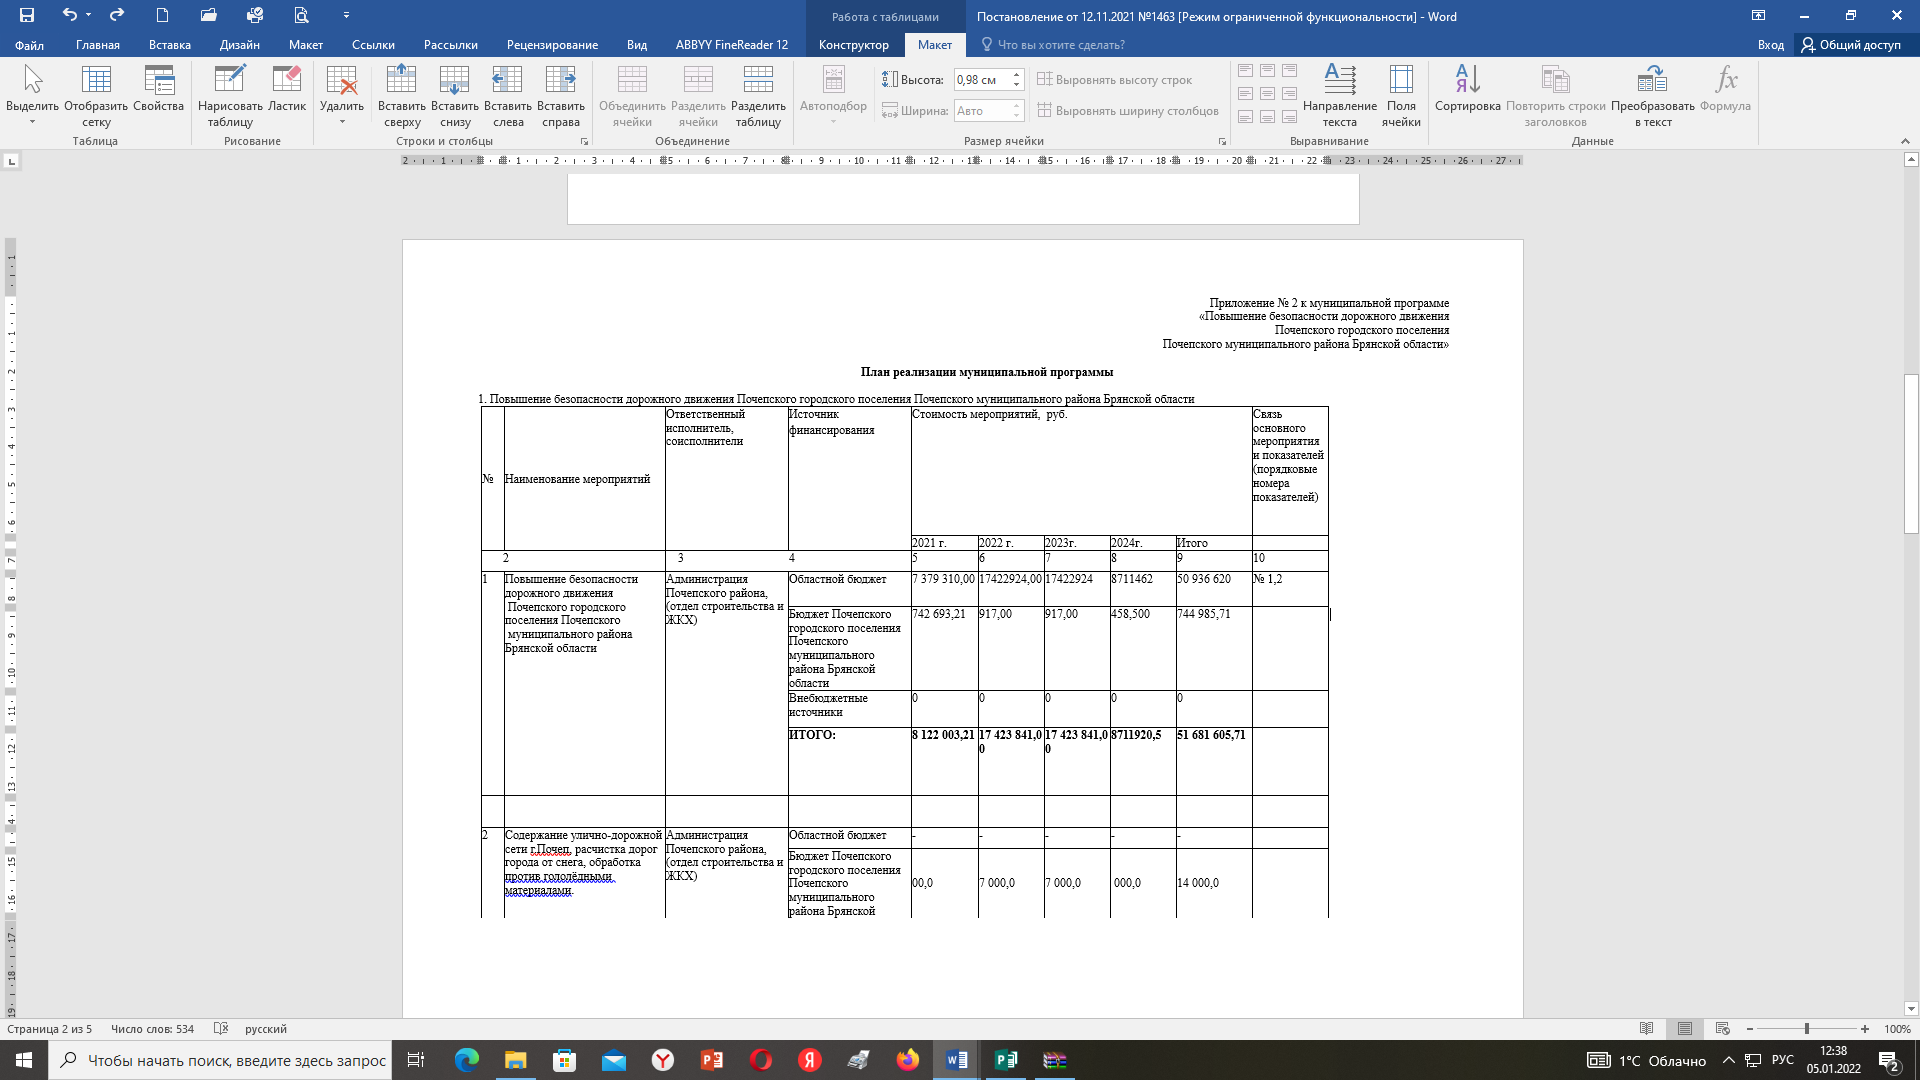 Работа с таблицами
Постановление от 12.11.2021 №1463 [Режим ограниченной функциональности] - Word
Файл Главная Вставка Дизайн Макет Ссылки Рассылки Рецензирование Вид ABBYY FineReader 12 Конструктор Макет Что вы хотите сделать? Вход Общий доступ
Выделить
Отобразить сетку
Свойства
Нарисовать таблицу
Ластик
Удалить
Вставить сверху
Вставить снизу
Вставить слева
Вставить справа
Объединить ячейки
Разделить ячейки
Разделить таблицу
Автоподбор
Высота: 0,98 см
Ширина: Авто
Выровнять высоту строк
Выровнять ширину столбцов
Направление текста
Поля ячейки
Сортировка
Повторить строки заголовков
Преобразовать в текст
Формула
Таблица Рисование Строки и столбцы Объединение Размер ячейки Выравнивание Данные
Приложение № 2 к муниципальной программе
«Повышение безопасности дорожного движения
Почепского городского поселения
Почепского муниципального района Брянской области»
План реализации муниципальной программы
1. Повышение безопасности дорожного движения Почепского городского поселения Почепского муниципального района Брянской области
№
Наименование мероприятий
Ответственный
исполнитель,
соисполнители
Источник
финансирования
Стоимость мероприятий, руб.
Связь
основного
мероприятия
и показателей
(порядковые
номера
показателей)
2021 г. 2022 г. 2023г. 2024г. Итого
2 3 4 5 6 7 8 9 10
1
Повышение безопасности
дорожного движения
Почепского городского
поселения Почепского
муниципального района
Брянской области
Администрация
Почепского района,
(отдел строительства и
ЖКХ)
Областной бюджет 7 379 310,00 17422924,00 17422924 8711462 50 936 620 № 1,2
Бюджет Почепского
городского поселения
Почепского
муниципального
района Брянской
области
742 693,21 917,00 917,00 458,500 744 985,71
Внебюджетные
источники
0 0 0 0 0
ИТОГО: 8 122 003,21 17 423 841,0 17 423 841,0 8711920,5 51 681 605,71
0 0
2
Содержание улично-дорожной
сети г.Почеп, расчистка дорог
города от снега, обработка
против гололёдными
материалами.
Администрация
Почепского района,
(отдел строительства и
ЖКХ)
Областной бюджет - - - - -
Бюджет Почепского
городского поселения
Почепского
муниципального
района Брянской
00,0 7 000,0 7 000,0 000,0 14 000,0
Страница 2 из 5 Число слов: 534 русский 100%
Чтобы начать поиск, введите здесь запрос
1°C Облачно РУС 12:38
05.01.2022
2